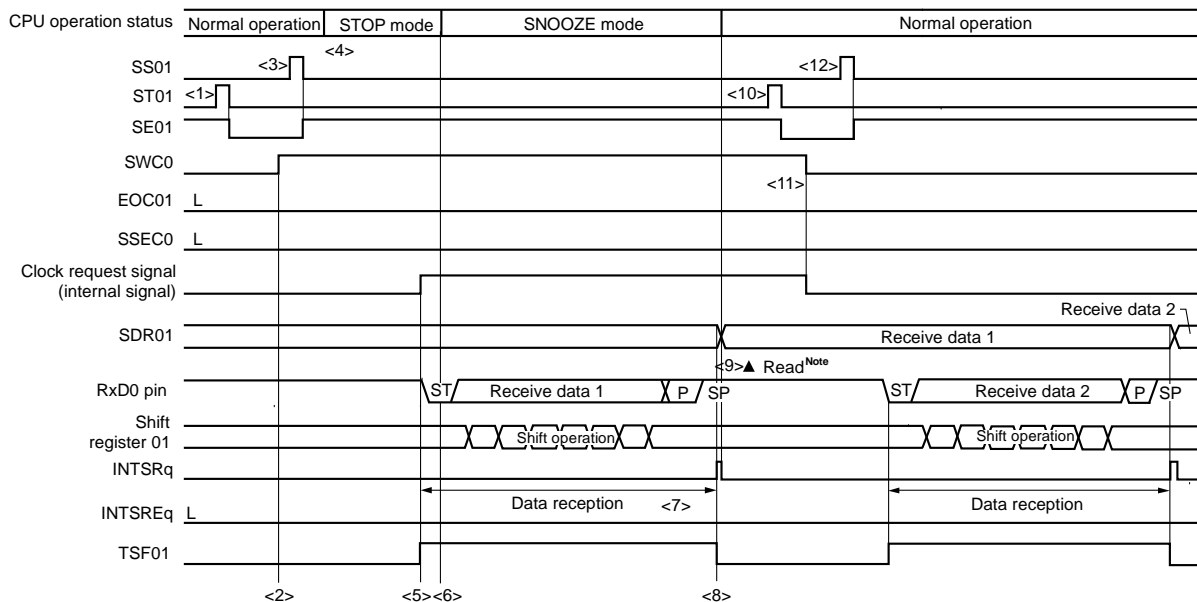 CPU operation status Normal operation STOP mode SNOOZE mode Normal operation
<4>
SS01 <3> <12>
ST01 <1> <10>
SE01
SWC0
<11>
EOC01 L
SSEC0 L
Clock request signal
(internal signal)
Receive data 2
SDR01 Receive data 1
<9>▲ Read Note
RxD0 pin ST Receive data 1 P SP ST Receive data 2 P SP
Shift
register 01 Shift operation Shift operation
INTSRq
Data reception <7> Data reception
INTSREq L
TSF01
<2> <5> <6> <8>